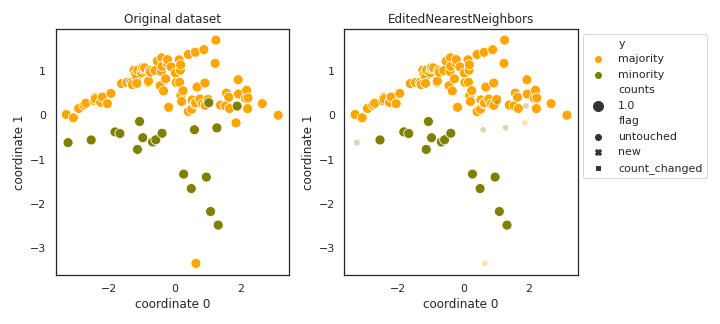 Original dataset
EditedNearestNeighbors
coordinate 1
1
0
−1
−2
−3
−2
0
2
coordinate 0
coordinate 1
1
0
−1
−2
−3
−2
0
2
coordinate 0
y
majority
minority
counts
1.0
flag
untouched
new
count_changed